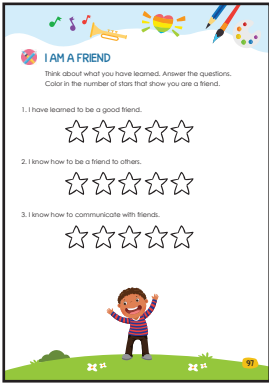 I AM A FRIEND
Think about what you have learned. Answer the questions.
Color in the number of stars that show you are a friend.
1. I have learned to be a good friend.
2. I know how to be a friend to others.
3. I know how to communicate with friends.
97